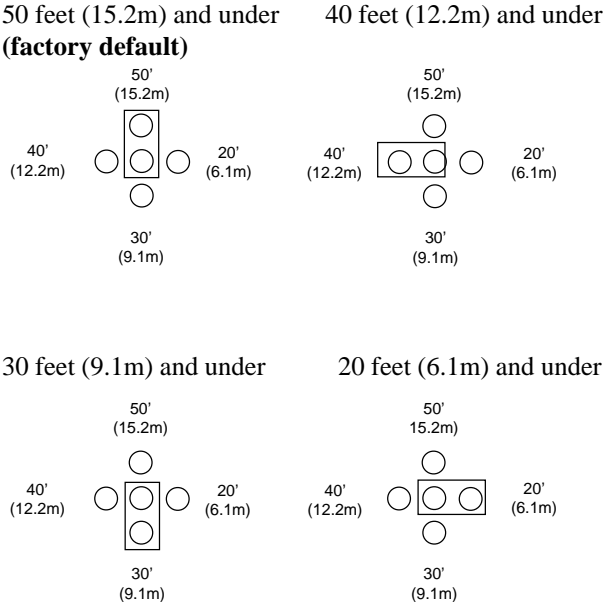 50 feet (15.2m) and under
(factory default)
50’
(15.2m)
40’
(12.2m)
20’
(6.1m)
30’
(9.1m)
40 feet (12.2m) and under
50’
(15.2m)
40’
(12.2m)
20’
(6.1m)
30’
(9.1m)
30 feet (9.1m) and under
50’
(15.2m)
40’
(12.2m)
20’
(6.1m)
30’
(9.1m)
20 feet (6.1m) and under
50’
15.2m)
40’
(12.2m)
20’
(6.1m)
30’
(9.1m)